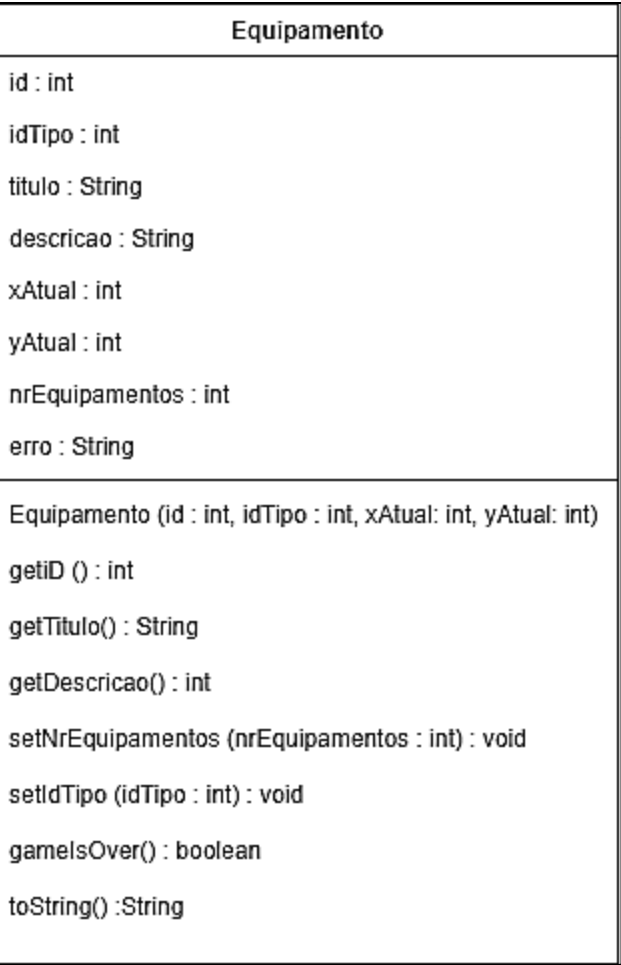 Equipamento
id : int
idTipo : int
titulo : String
descricao : String
xAtual : int
yAtual : int
nrEquipamentos : int
erro : String
Equipamento (id : int, idTipo : int, xAtual: int, yAtual: int)
getiD () : int
getTitulo() : String
getDescricao() : int
setNrEquipamentos (nrEquipamentos : int) : void
setIdTipo (idTipo : int) : void
gameIsOver() : boolean
toString() :String